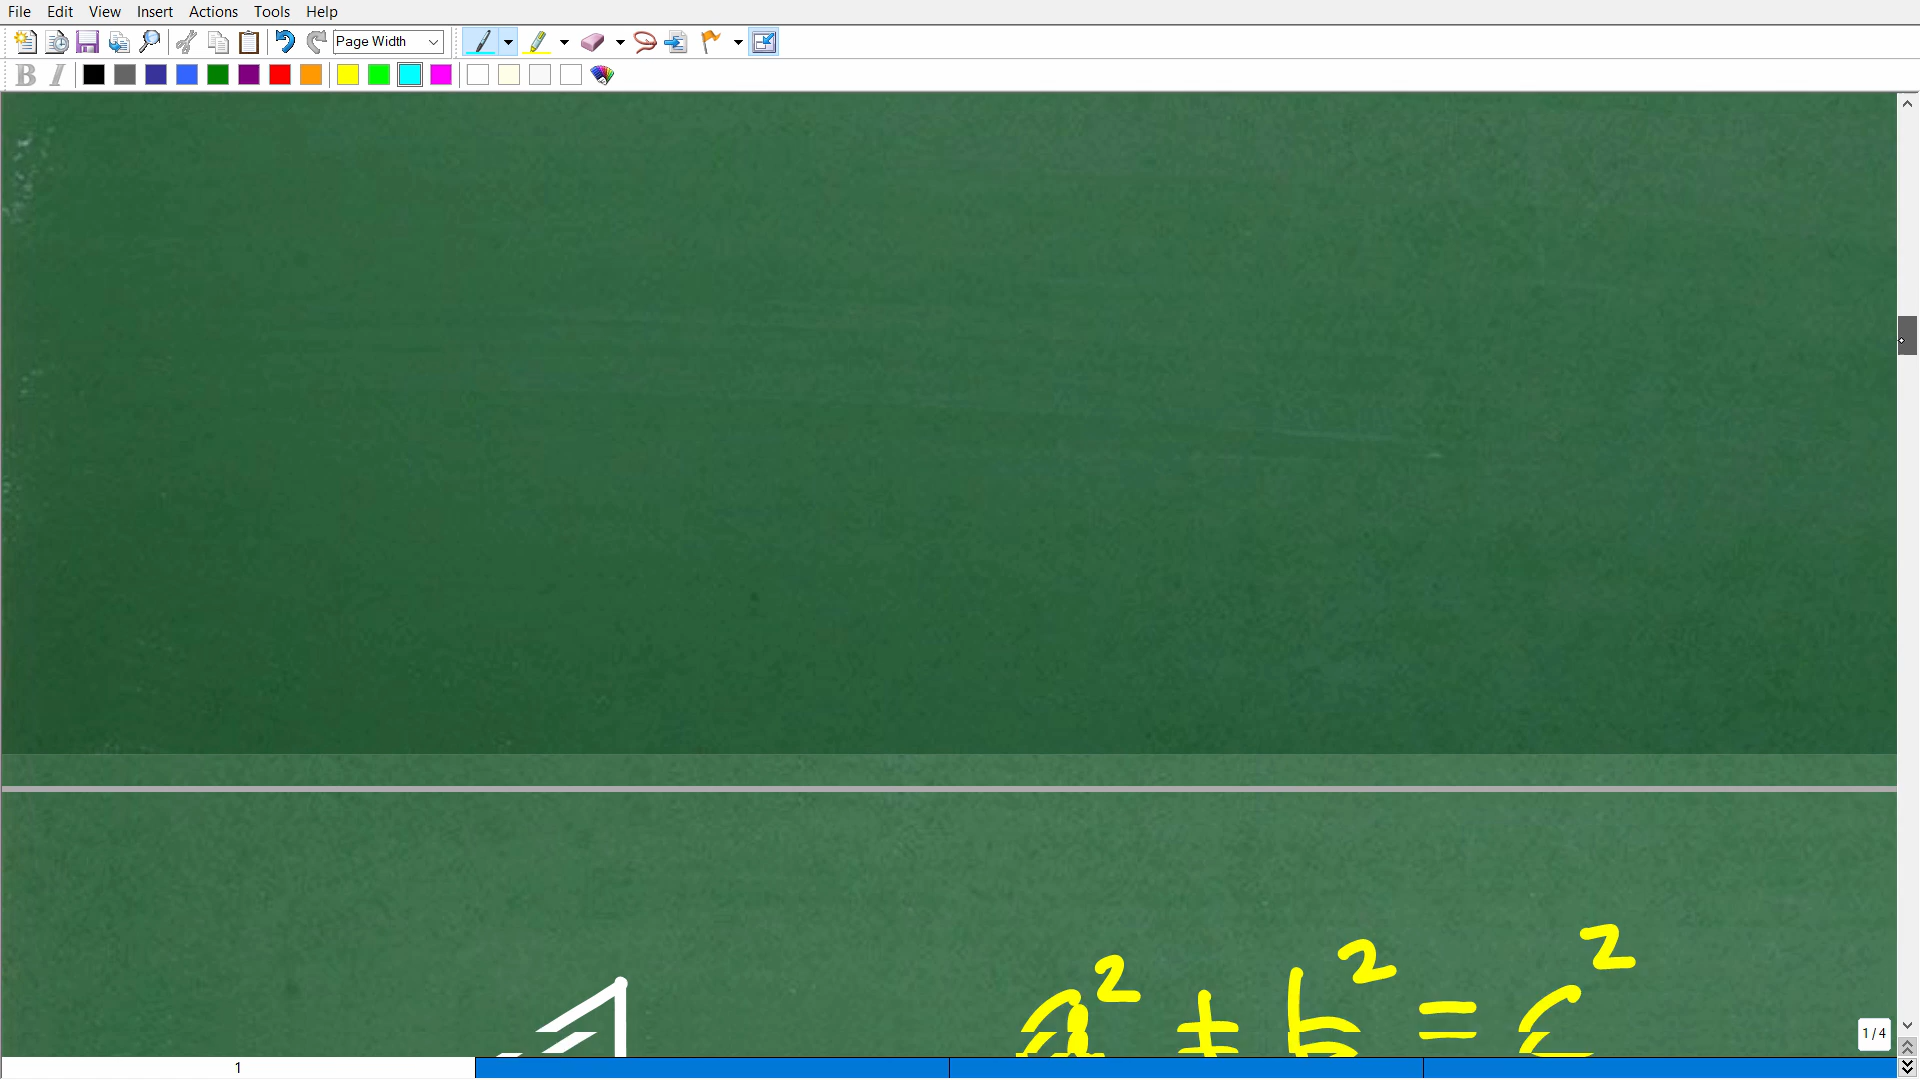 File Edit View Insert Actions Tools Help
Page Width
B I
a² + b² = c²
1 / 4
1